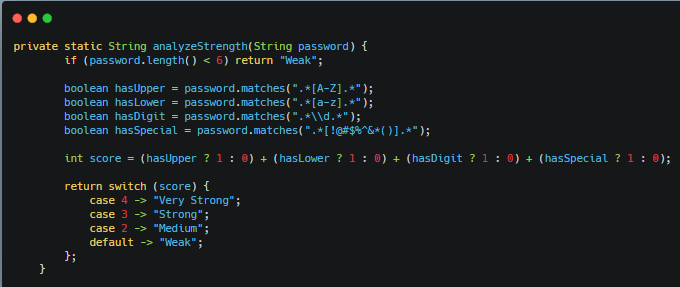 private static String analyzeStrength(String password) {
if (password.length() < 6) return "Weak";
boolean hasUpper = password.matches(".*[A-Z].*");
boolean hasLower = password.matches(".*[a-z].*");
boolean hasDigit = password.matches(".*\\d.*");
boolean hasSpecial = password.matches(".*[!@#$%^&*()].*");
int score = (hasUpper ? 1 : 0) + (hasLower ? 1 : 0) + (hasDigit ? 1 : 0) + (hasSpecial ? 1 : 0);
return switch (score) {
case 4 -> "Very Strong";
case 3 -> "Strong";
case 2 -> "Medium";
default -> "Weak";
};
}